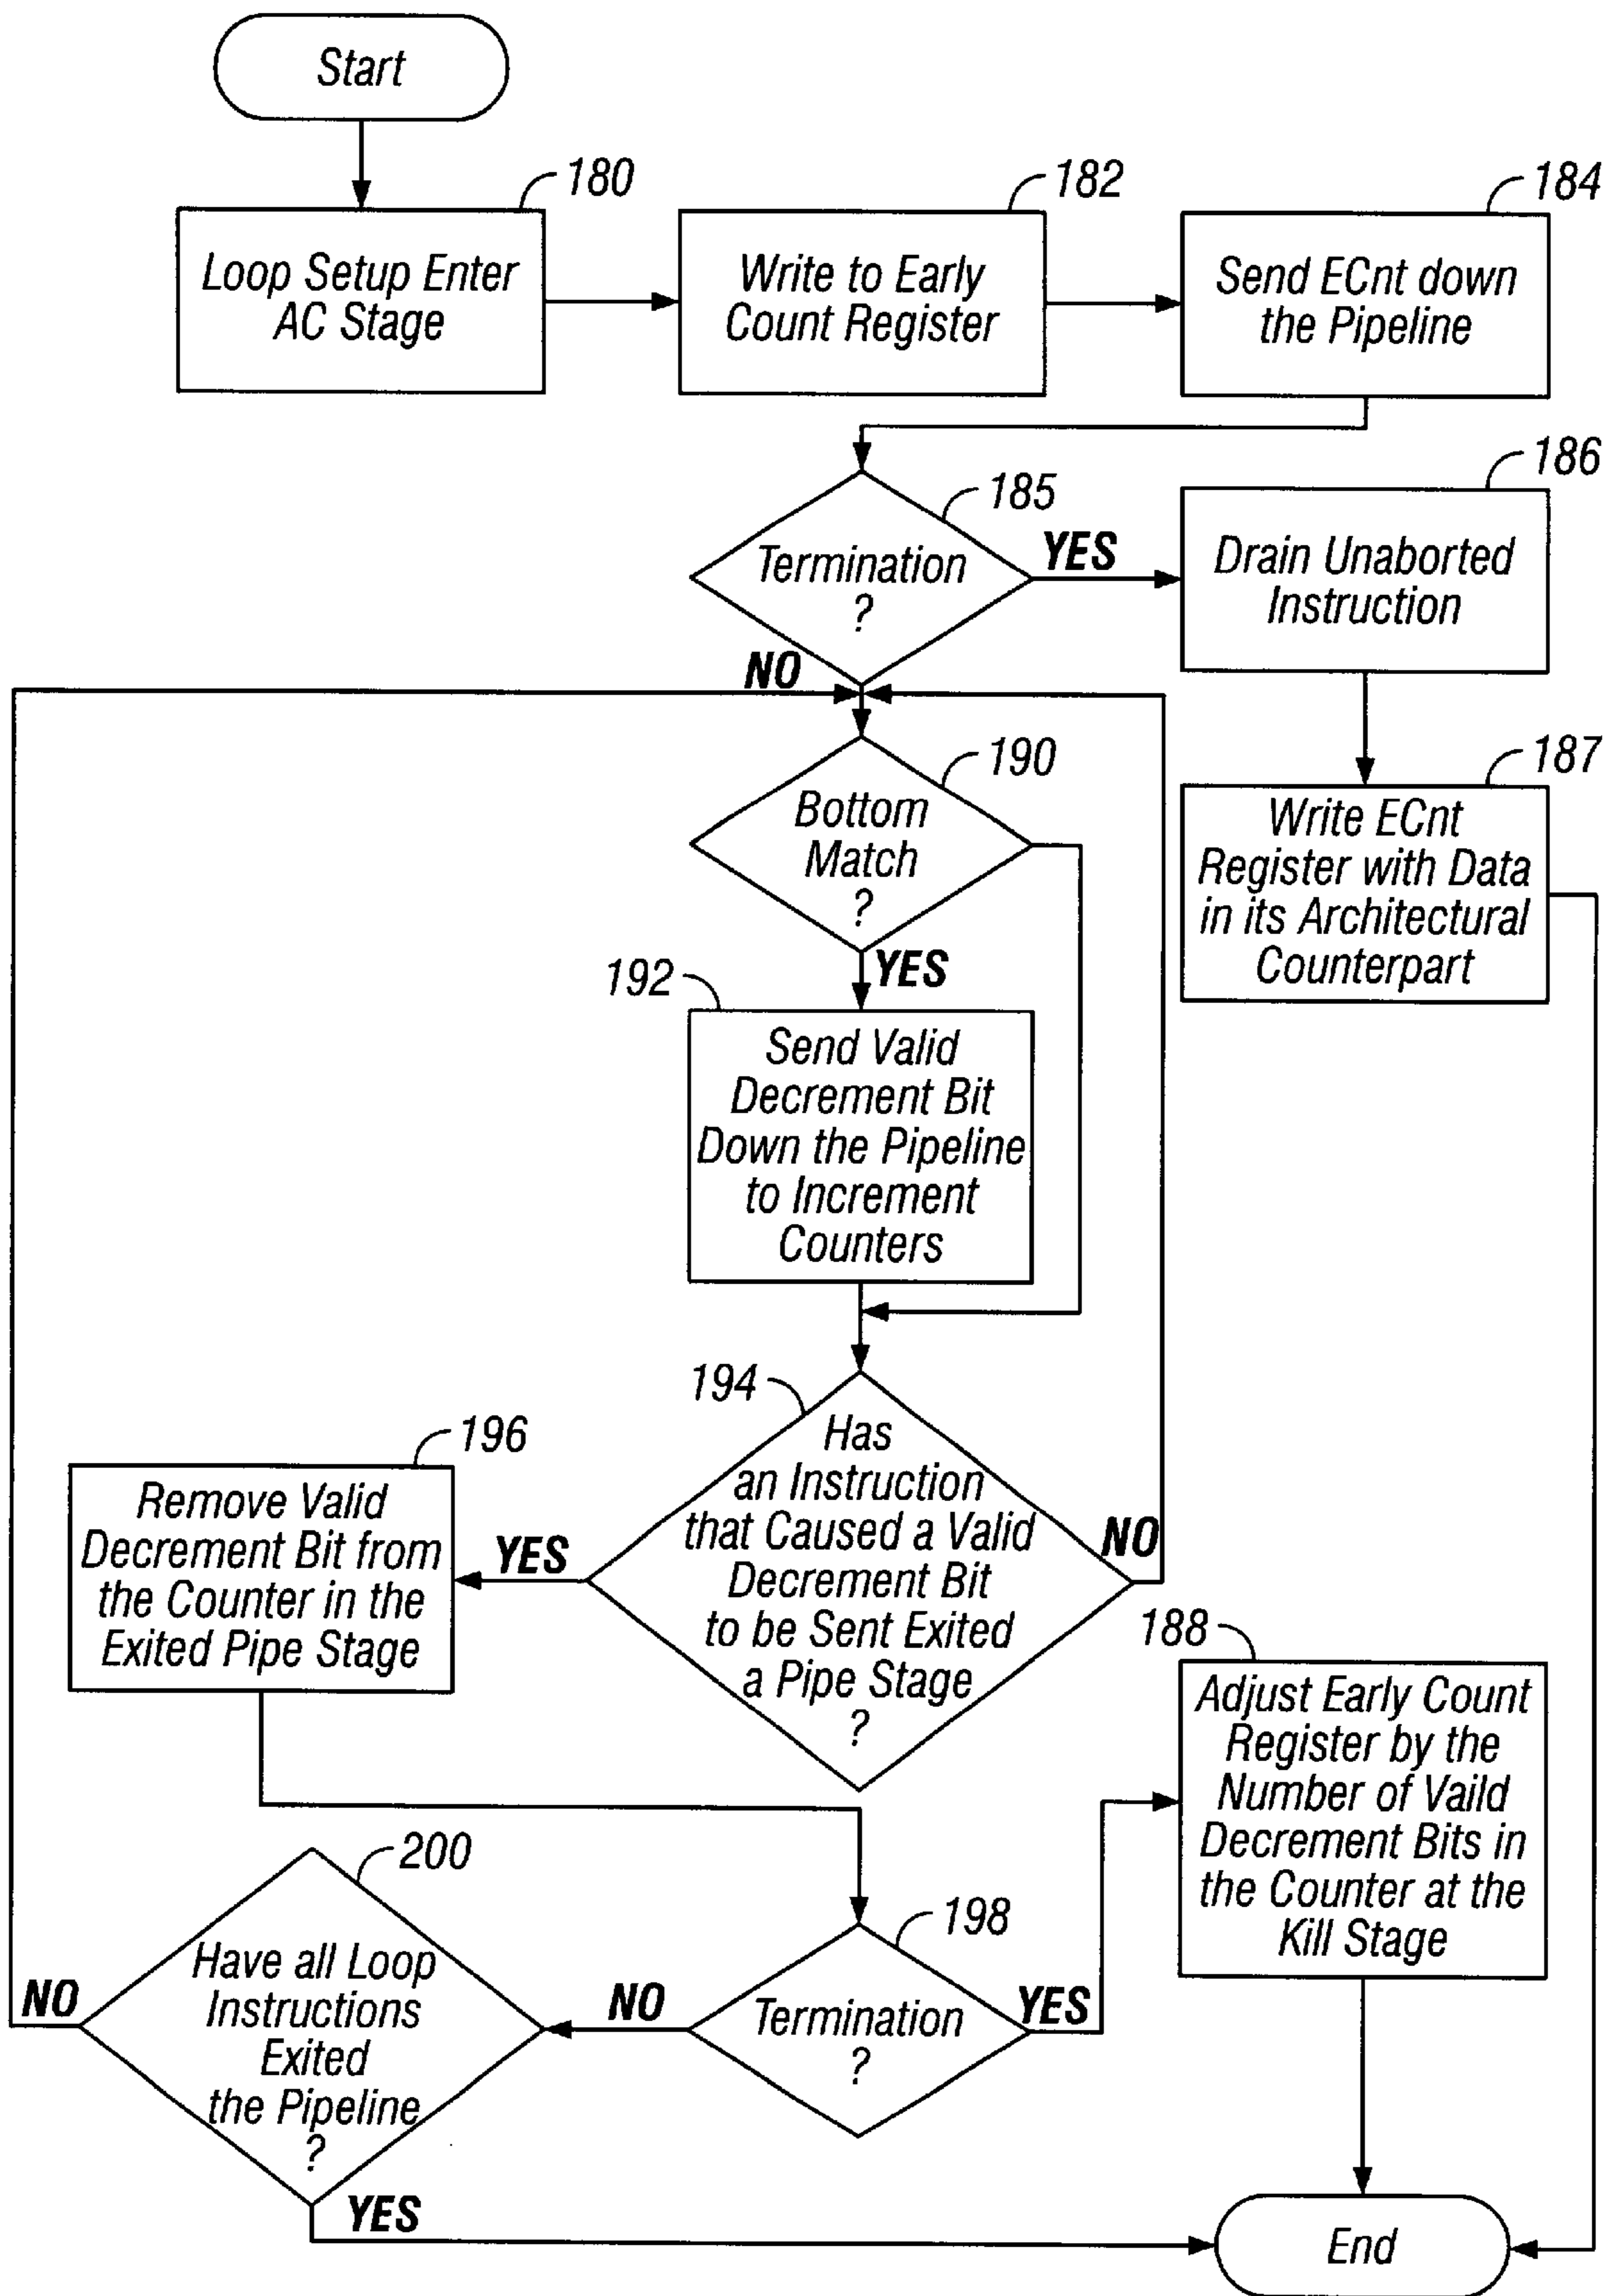 Start
180
Loop Setup Enter
AC Stage
182
Write to Early
Count Register
184
Send ECnt down
the Pipeline
185
Termination
?
YES
NO
186
Drain Unaborted
Instruction
187
Write ECnt
Register with Data
in its Architectural
Counterpart
190
Bottom
Match
?
YES
192
Send Valid
Decrement Bit
Down the Pipeline
to Increment
Counters
194
Has
an Instruction
that Caused a Valid
Decrement Bit
to be Sent Exited
a Pipe Stage
?
YES
NO
196
Remove Valid
Decrement Bit from
the Counter in the
Exited Pipe Stage
188
Adjust Early Count
Register by the
Number of Vaild
Decrement Bits in
the Counter at the
Kill Stage
198
Termination
?
YES
NO
200
Have all Loop
Instructions
Exited
the Pipeline
?
NO
YES
End